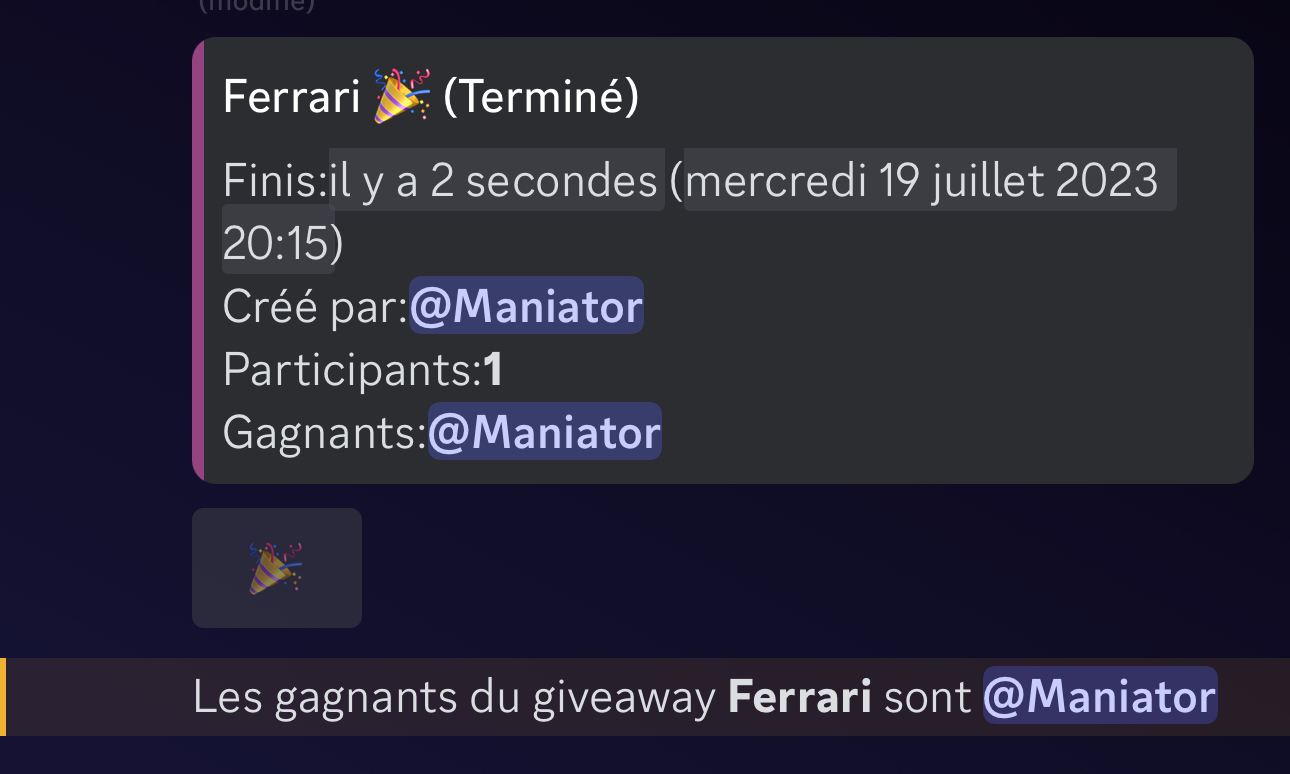 (modifié)
Ferrari 🎉 (Terminé)
Finis:il y a 2 secondes (mercredi 19 juillet 2023
20:15)
Créé par:@Maniator
Participants:1
Gagnants:@Maniator
Les gagnants du giveaway Ferrari sont @Maniator